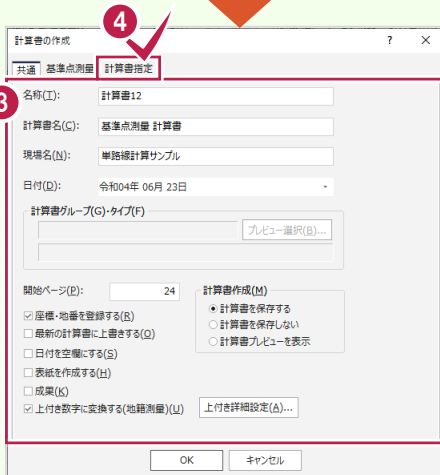 4
計算書の作成 ? ×
共通 基準点測量 計算書指定
3
名称(T): 計算書12
計算書名(C): 基準点測量 計算書
現場名(N): 単路線計算サンプル
日付(D): 令和04年 06月 23日
計算書グループ(G)・タイプ(F)
プレビュー選択(B)...
開始ページ(P): 24
計算書作成(M)
計算書を保存する
計算書を保存しない
計算書プレビューを表示
座標・地番を登録する(R)
最新の計算書に上書きする(O)
日付を空欄にする(S)
表紙を作成する(H)
成果(K)
上付き数字に変換する(地籍測量)(U) 上付き詳細設定(A)...
OK キャンセル